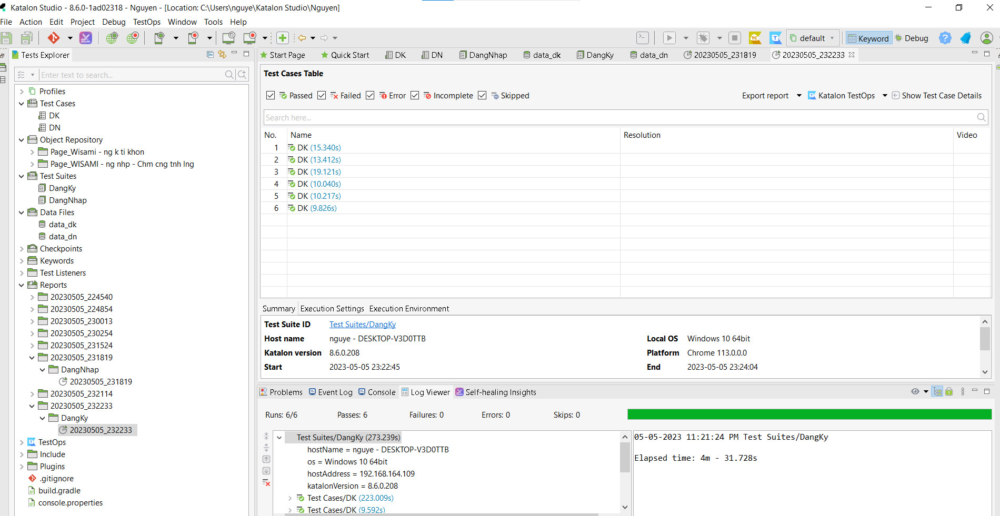 Katalon Studio - 8.6.0-1ad02318 - Nguyen - [Location: C:\Users\nguye\Katalon Studio\Nguyen]
File Action Edit Project Debug TestOps Window Tools Help
default Keyword Debug
Tests Explorer
Start Page Quick Start DK DN DangNhap data_dk DangKy data_dn 20230505_231819 20230505_232233
Enter text to search...
Profiles
Test Cases
DK
DN
Object Repository
Page_Wisami - ng k ti khon
Page_WISAMI - ng nhp - Chm cng tnh lng
Test Suites
DangKy
DangNhap
Data Files
data_dk
data_dn
Checkpoints
Keywords
Test Listeners
Reports
20230505_224540
20230505_224854
20230505_230013
20230505_230254
20230505_231524
20230505_231819
DangNhap
20230505_231819
20230505_232114
20230505_232233
DangKy
20230505_232233
TestOps
Include
Plugins
.gitignore
build.gradle
console.properties
Test Cases Table
Passed Failed Error Incomplete Skipped
Export report Katalon TestOps Show Test Case Details
Search here...
No. Name Resolution Video
1 DK (15.340s)
2 DK (13.412s)
3 DK (19.121s)
4 DK (10.040s)
5 DK (10.217s)
6 DK (9.826s)
Summary Execution Settings Execution Environment
Test Suite ID Test Suites/DangKy
Host name nguye - DESKTOP-V3D0TTB Local OS Windows 10 64bit
Katalon version 8.6.0.208 Platform Chrome 113.0.0.0
Start 2023-05-05 23:22:45 End 2023-05-05 23:24:04
Problems Event Log Console Log Viewer Self-healing Insights
Runs: 6/6 Passes: 6 Failures: 0 Errors: 0 Skips: 0
Test Suites/DangKy (273.239s)
hostName = nguye - DESKTOP-V3D0TTB
os = Windows 10 64bit
hostAddress = 192.168.164.109
katalonVersion = 8.6.0.208
Test Cases/DK (223.009s)
Test Cases/DK (9.592s)
05-05-2023 11:21:24 PM Test Suites/DangKy
Elapsed time: 4m - 31.728s